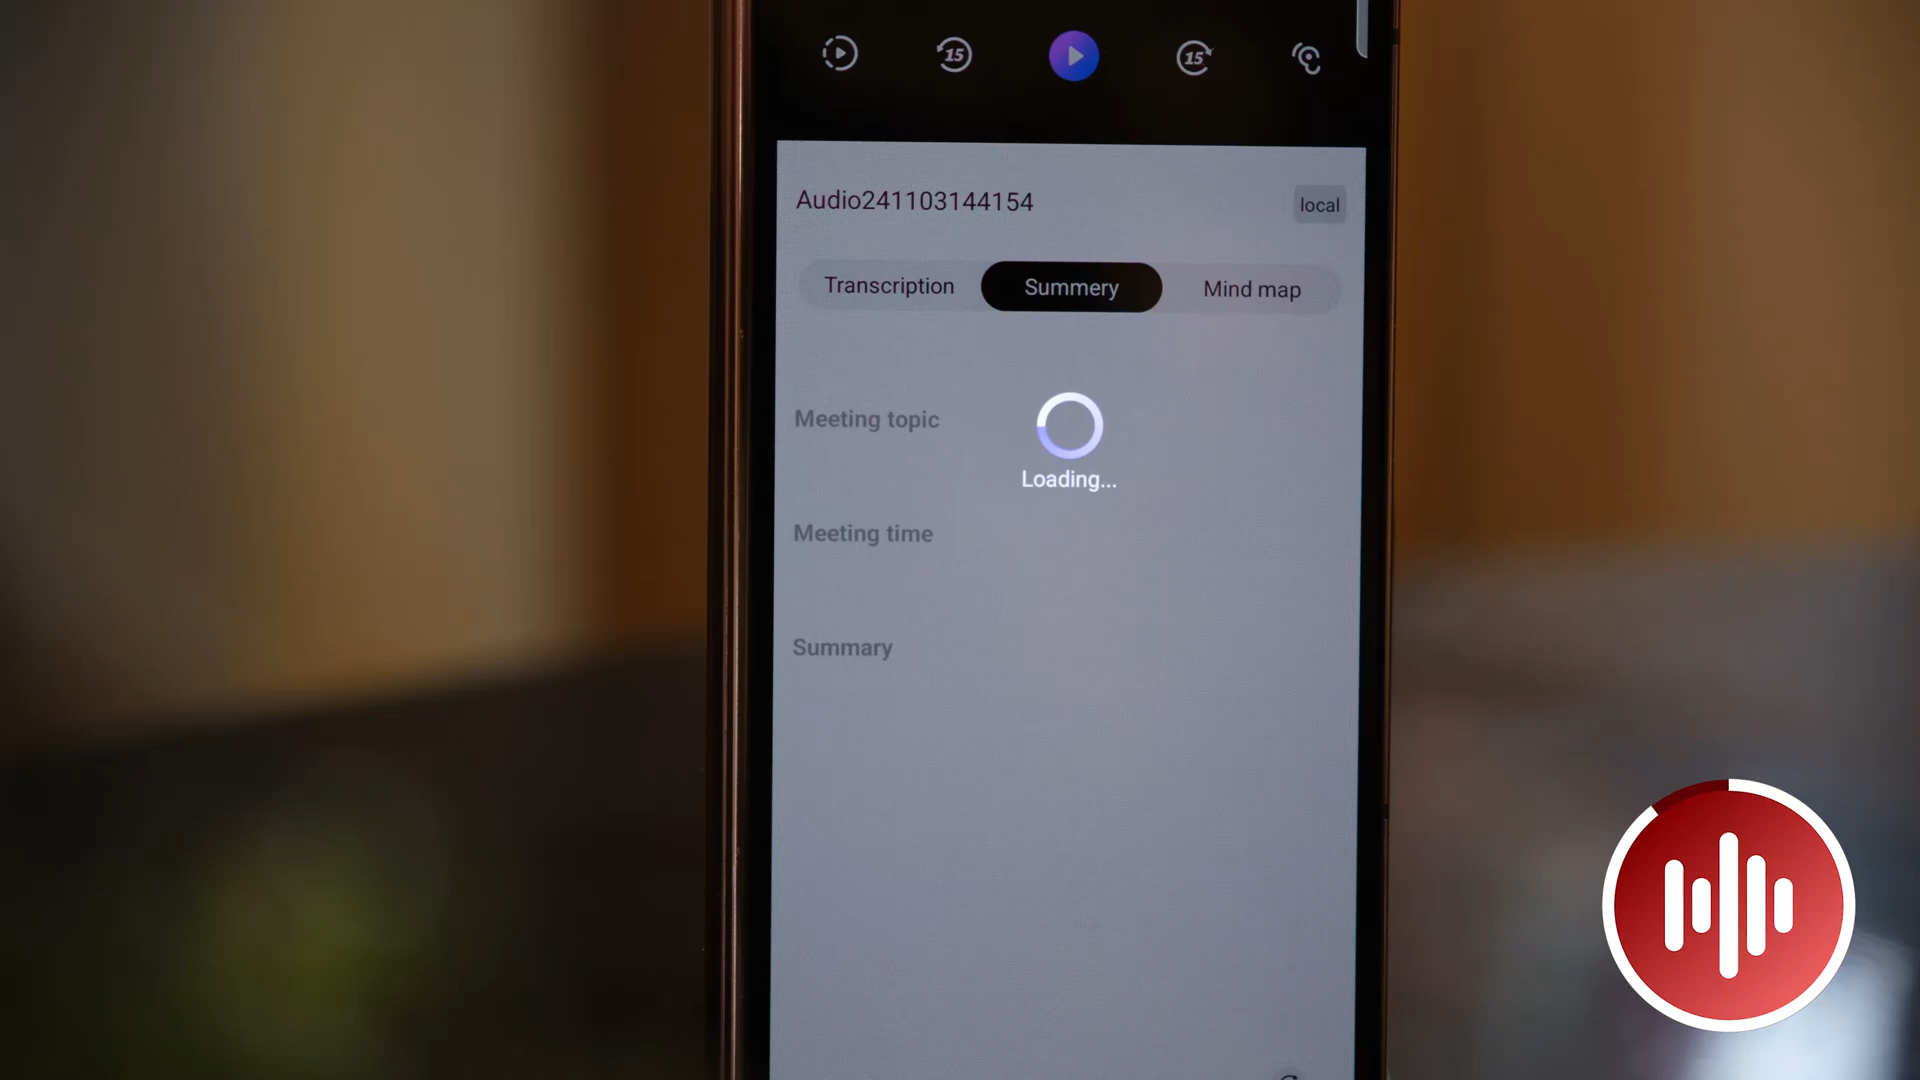 15
15
Audio241103144154
local
Transcription
Summery
Mind map
Meeting topic
Loading...
Meeting time
Summary